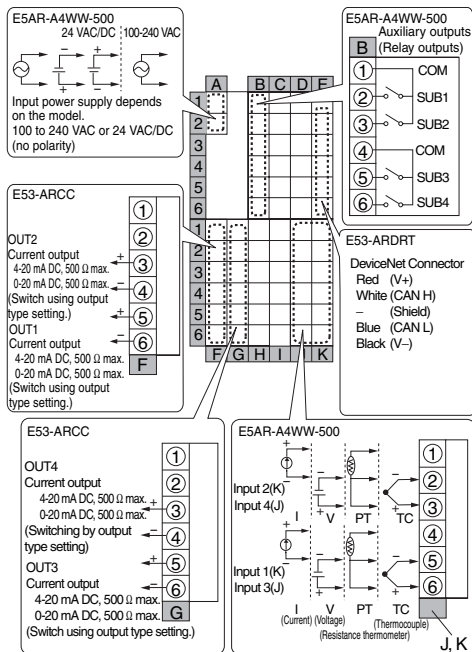 E5AR-A4WW-500
24 VAC/DC 100-240 VAC
Input power supply depends
on the model.
100 to 240 VAC or 24 VAC/DC
(no polarity)
E5AR-A4WW-500
Auxiliary outputs
(Relay outputs)
B
1 COM
2 SUB1
3 SUB2
4 COM
5 SUB3
6 SUB4
A B C D E
1
2
3
4
5
6
1
2
3
4
5
6
F G H I J K
E53-ARCC
1
2
OUT2
Current output
4-20 mA DC, 500 Ω max. + 3
0-20 mA DC, 500 Ω max. − 4
(Switch using output
type setting.) + 5
OUT1
Current output − 6
4-20 mA DC, 500 Ω max. F
0-20 mA DC, 500 Ω max.
(Switch using output
type setting.)
E53-ARDRT
DeviceNet Connector
Red (V+)
White (CAN H)
– (Shield)
Blue (CAN L)
Black (V–)
E53-ARCC
1
OUT4
2
Current output
4-20 mA DC, 500 Ω max. + 3
0-20 mA DC, 500 Ω max.
(Switching by output − 4
type setting)
+ 5
OUT3
Current output − 6
4-20 mA DC, 500 Ω max.
0-20 mA DC, 500 Ω max. G
(Switch using output type setting.)
E5AR-A4WW-500
1
2
3
4
5
6
Input 2(K)
Input 4(J)
I V PT TC
Input 1(K)
Input 3(J)
I V PT TC
(Current) (Voltage) (Thermocouple)
(Resistance thermometer)
J, K